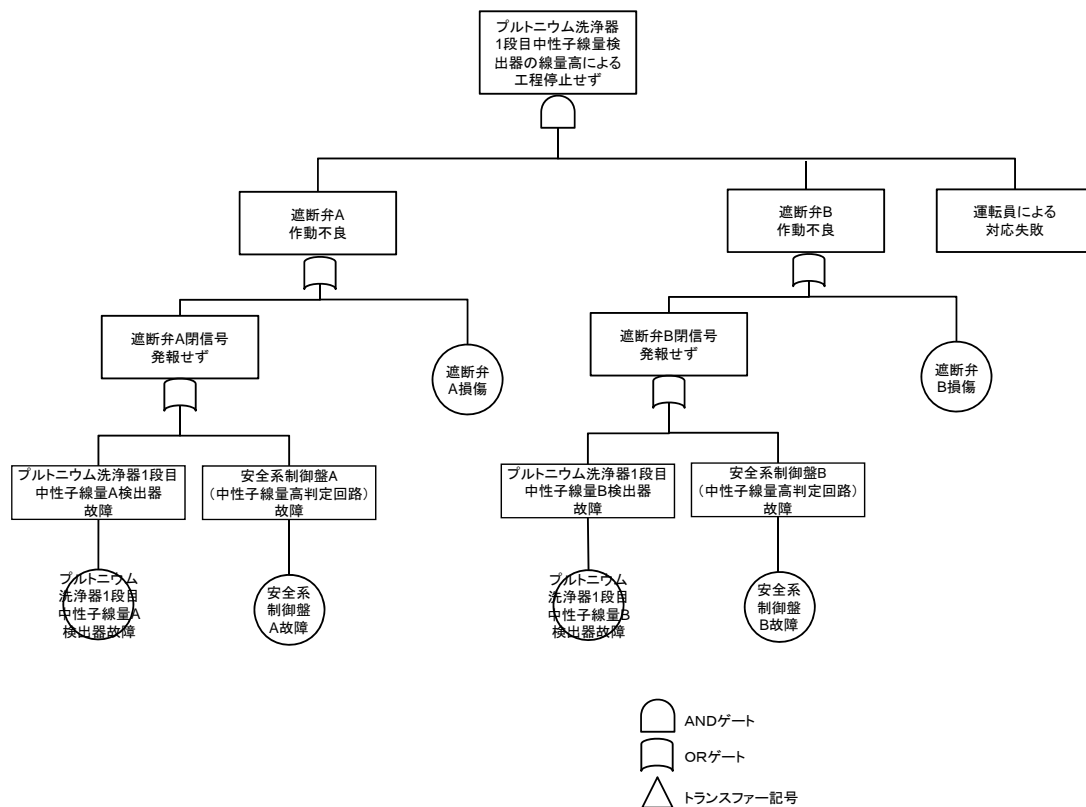 プルトニウム洗浄器
1段目中性子線量検
出器の線量高による
工程停止せず
遮断弁A
作動不良
遮断弁B
作動不良
運転員による
対応失敗
遮断弁A閉信号
発報せず
遮断弁
A損傷
遮断弁B閉信号
発報せず
遮断弁
B損傷
プルトニウム洗浄器1段目
中性子線量A検出器
故障
安全系制御盤A
（中性子線量高判定回路）
故障
プルトニウム洗浄器1段目
中性子線量B検出器
故障
安全系制御盤B
（中性子線量高判定回路）
故障
プルトニウム
洗浄器1段目
中性子線量A
検出器故障
安全系
制御盤
A故障
プルトニウム
洗浄器1段目
中性子線量B
検出器故障
安全系
制御盤
B故障
ANDゲート
ORゲート
トランスファー記号